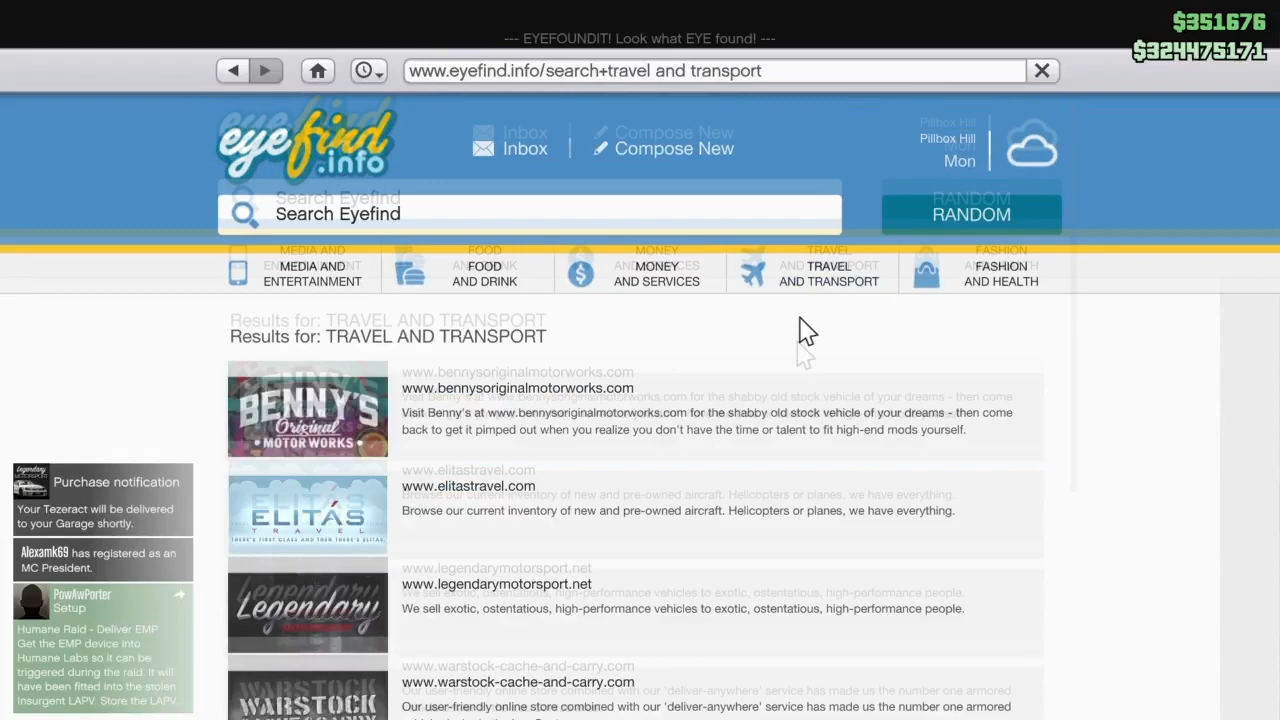 $351676
$324475171
--- EYEFOUNDIT! Look what EYE found! ---
www.eyefind.info/search+travel and transport
eyefind.info
Inbox
Compose New
Pillbox Hill
Mon
Search Eyefind
RANDOM
MEDIA AND ENTERTAINMENT
FOOD AND DRINK
MONEY AND SERVICES
TRAVEL AND TRANSPORT
FASHION AND HEALTH
Results for: TRAVEL AND TRANSPORT
BENNY'S
Original
MOTOR WORKS
www.bennysoriginalmotorworks.com
Visit Benny's at www.bennysoriginalmotorworks.com for the shabby old stock vehicle of your dreams - then come
back to get it pimped out when you realize you don't have the time or talent to fit high-end mods yourself.
ELITÁS
TRAVEL
THERE'S FIRST CLASS AND THEN THERE'S ELITAS
www.elitastravel.com
Browse our current inventory of new and pre-owned aircraft. Helicopters or planes, we have everything.
Legendary
www.legendarymotorsport.net
We sell exotic, ostentatious, high-performance vehicles to exotic, ostentatious, high-performance people.
WARSTOCK
www.warstock-cache-and-carry.com
Our user-friendly online store combined with our 'deliver-anywhere' service has made us the number one armored
Purchase notification
Your Tezeract will be delivered
to your Garage shortly.
Alexamk69 has registered as an
MC President.
PowAwPorter
Setup
Humane Raid - Deliver EMP
Get the EMP device into
Humane Labs so it can be
triggered during the raid. It will
have been fitted into the stolen
Insurgent LAPV. Store the LAPV